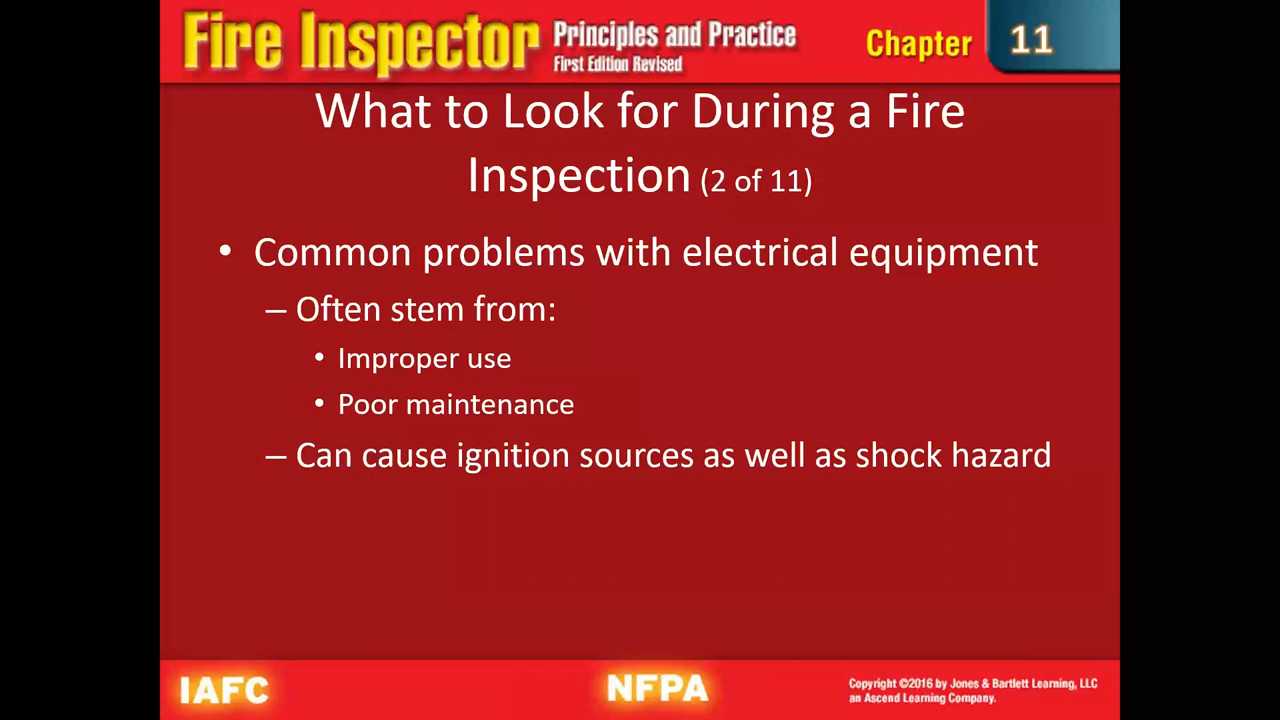 Fire Inspector Principles and Practice
First Edition Revised
Chapter 11
What to Look for During a Fire
Inspection (2 of 11)
• Common problems with electrical equipment
– Often stem from:
• Improper use
• Poor maintenance
– Can cause ignition sources as well as shock hazard
IAFC
NFPA
Copyright ©2016 by Jones & Bartlett Learning, LLC
an Ascend Learning Company.